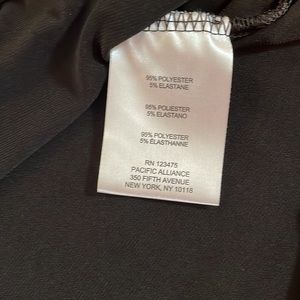 95% POLYESTER
5% ELASTANE
95% POLIESTER
5% ELASTANO
95% POLYESTER
5% ÉLASTHANNE
RN 123475
PACIFIC ALLIANCE
350 FIFTH AVENUE
NEW YORK, NY 10118